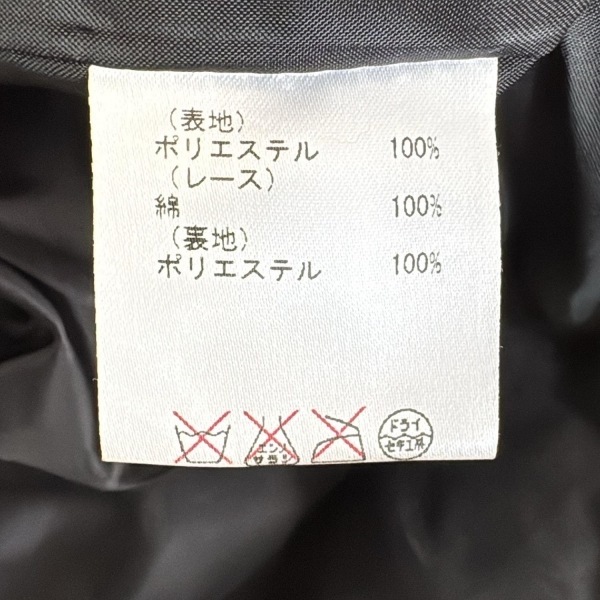 （表地）
ポリエステル 100%
（レース）
綿 100%
（裏地）
ポリエステル 100%
エンソ
サラシ
ドライ
セキユ系